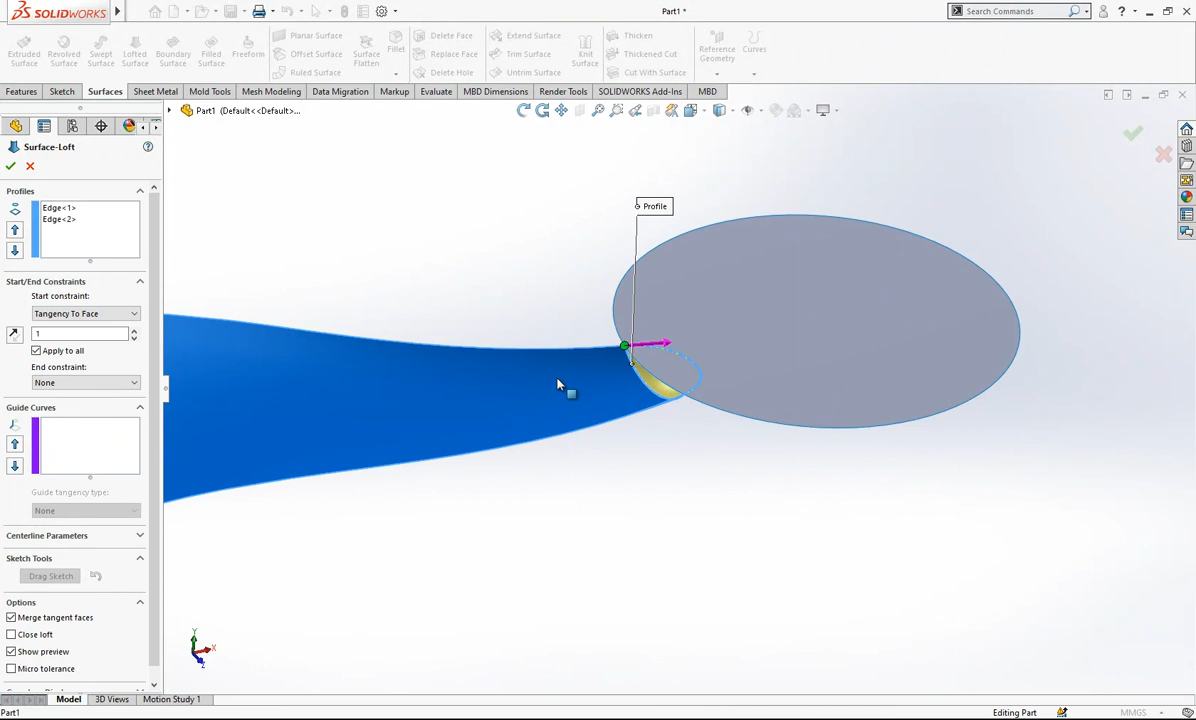 SOLIDWORKS
Part1 *
Search Commands
Extruded Surface
Revolved Surface
Swept Surface
Lofted Surface
Boundary Surface
Filled Surface
Freeform
Planar Surface
Offset Surface
Ruled Surface
Surface Flatten
Fillet
Delete Face
Replace Face
Delete Hole
Extend Surface
Trim Surface
Untrim Surface
Knit Surface
Thicken
Thickened Cut
Cut With Surface
Reference Geometry
Curves
Features
Sketch
Surfaces
Sheet Metal
Mold Tools
Mesh Modeling
Data Migration
Markup
Evaluate
MBD Dimensions
Render Tools
SOLIDWORKS Add-Ins
MBD
Part1 (Default<<Default>...
Surface-Loft
Profiles
Edge<1>
Edge<2>
Start/End Constraints
Start constraint:
Tangency To Face
1
Apply to all
End constraint:
None
Guide Curves
Guide tangency type:
None
Centerline Parameters
Sketch Tools
Drag Sketch
Options
Merge tangent faces
Close loft
Show preview
Micro tolerance
Profile
Y
X
Z
Model
3D Views
Motion Study 1
Part1
Editing Part
MMGS